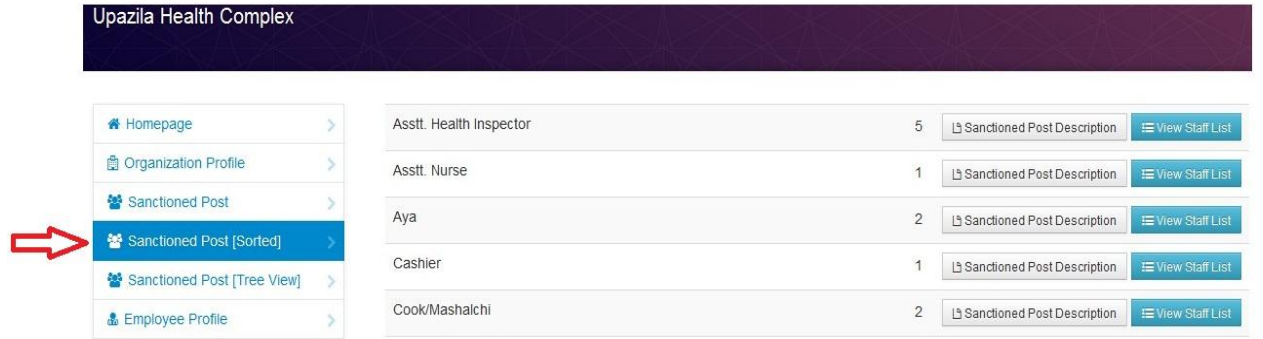 Upazila Health Complex
Homepage
Organization Profile
Sanctioned Post
Sanctioned Post [Sorted]
Sanctioned Post [Tree View]
Employee Profile
Asstt. Health Inspector 5 Sanctioned Post Description View Staff List
Asstt. Nurse 1 Sanctioned Post Description View Staff List
Aya 2 Sanctioned Post Description View Staff List
Cashier 1 Sanctioned Post Description View Staff List
Cook/Mashalchi 2 Sanctioned Post Description View Staff List